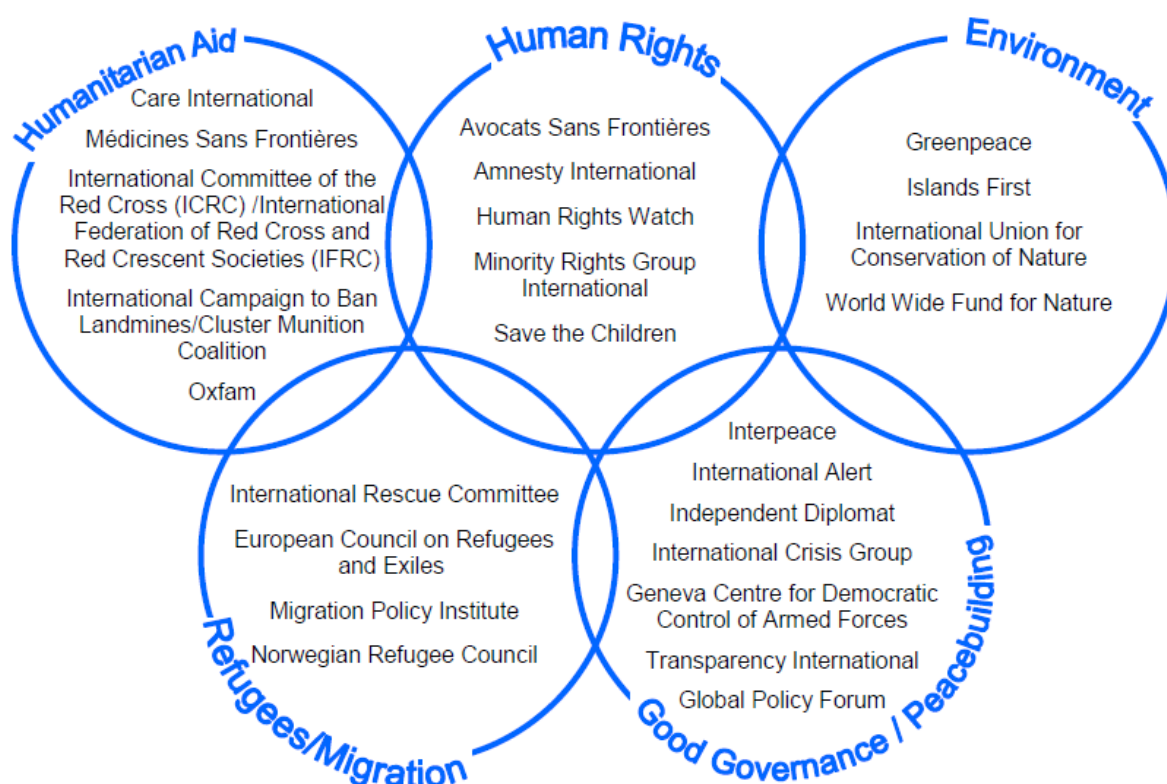 Humanitarian Aid
Care International
Médicines Sans Frontières
International Committee of the
Red Cross (ICRC) /International
Federation of Red Cross and
Red Crescent Societies (IFRC)
International Campaign to Ban
Landmines/Cluster Munition
Coalition
Oxfam
Human Rights
Avocats Sans Frontières
Amnesty International
Human Rights Watch
Minority Rights Group
International
Save the Children
Environment
Greenpeace
Islands First
International Union for
Conservation of Nature
World Wide Fund for Nature
International Rescue Committee
European Council on Refugees
and Exiles
Migration Policy Institute
Norwegian Refugee Council
Refugees/Migration
Interpeace
International Alert
Independent Diplomat
International Crisis Group
Geneva Centre for Democratic
Control of Armed Forces
Transparency International
Global Policy Forum
Good Governance / Peacebuilding